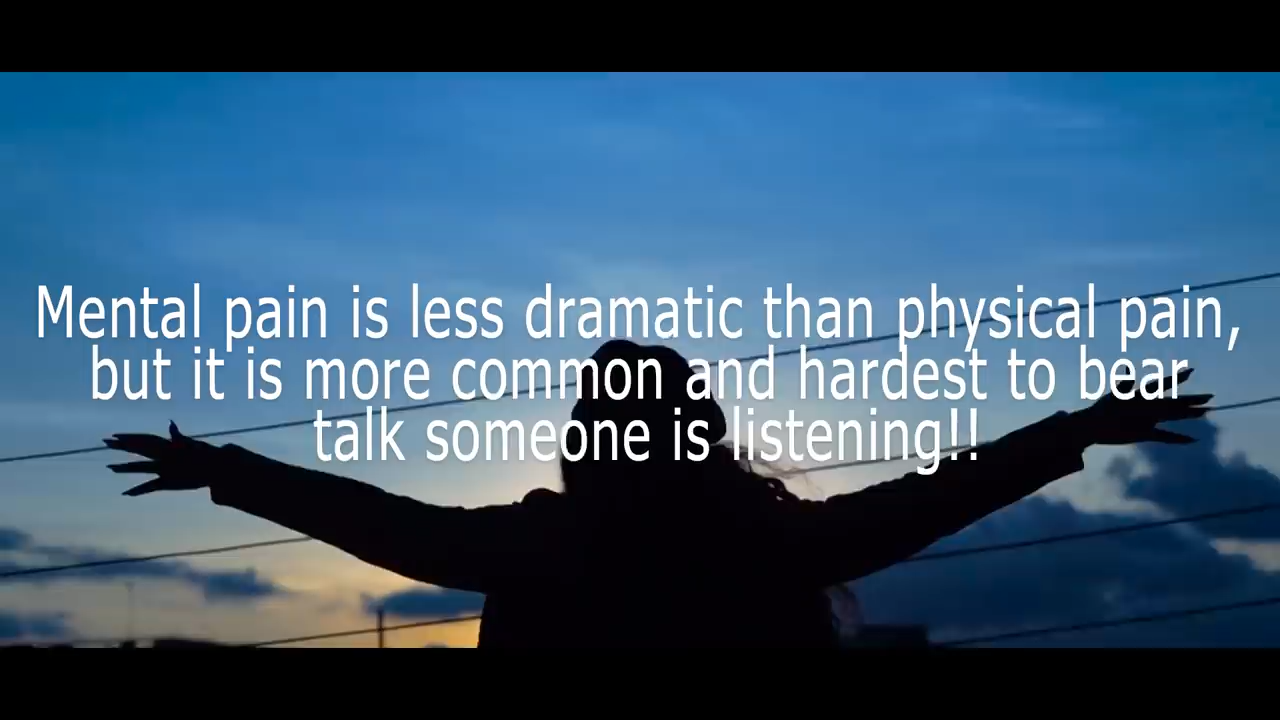 Mental pain is less dramatic than physical pain,
but it is more common and hardest to bear
talk someone is listening!!